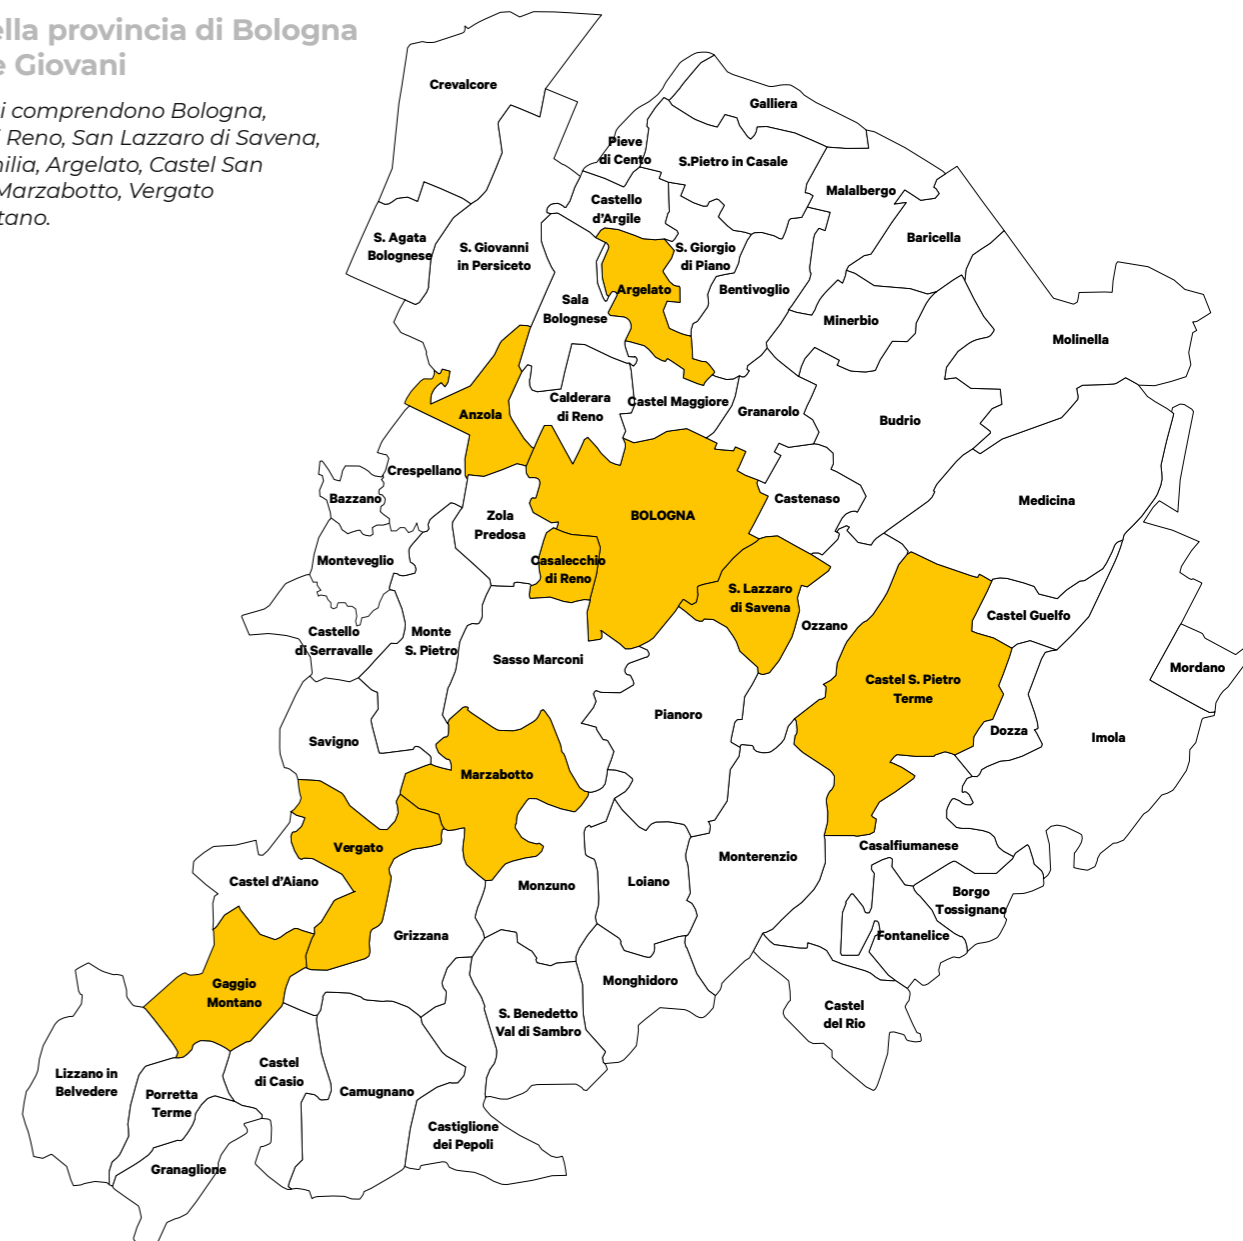 ella provincia di Bologna
e Giovani
i comprendono Bologna,
Reno, San Lazzaro di Savena,
milia, Argelato, Castel San
Marzabotto, Vergato
tano.
Crevalcore
Galliera
Pieve
di Cento
S.Pietro in Casale
Malalbergo
Castello
d'Argile
Baricella
S. Agata
Bolognese
S. Giovanni
in Persiceto
S. Giorgio
di Piano
Argelato
Bentivoglio
Sala
Bolognese
Minerbio
Molinella
Anzola
Calderara
di Reno
Castel Maggiore
Granarolo
Budrio
Crespellano
Bazzano
Castenaso
Medicina
Zola
Predosa
BOLOGNA
Monteveglio
Casalecchio
di Reno
S. Lazzaro
di Savena
Ozzano
Castel Guelfo
Castello
di Serravalle
Monte
S. Pietro
Sasso Marconi
Mordano
Castel S. Pietro
Terme
Pianoro
Dozza
Imola
Savigno
Marzabotto
Vergato
Casalfiumanese
Monterenzio
Castel d'Aiano
Monzuno
Loiano
Borgo
Tossignano
Grizzana
Fontanelice
Gaggio
Montano
Monghidoro
S. Benedetto
Val di Sambro
Castel
del Rio
Lizzano in
Belvedere
Castel
di Casio
Camugnano
Porretta
Terme
Castiglione
dei Pepoli
Granaglione